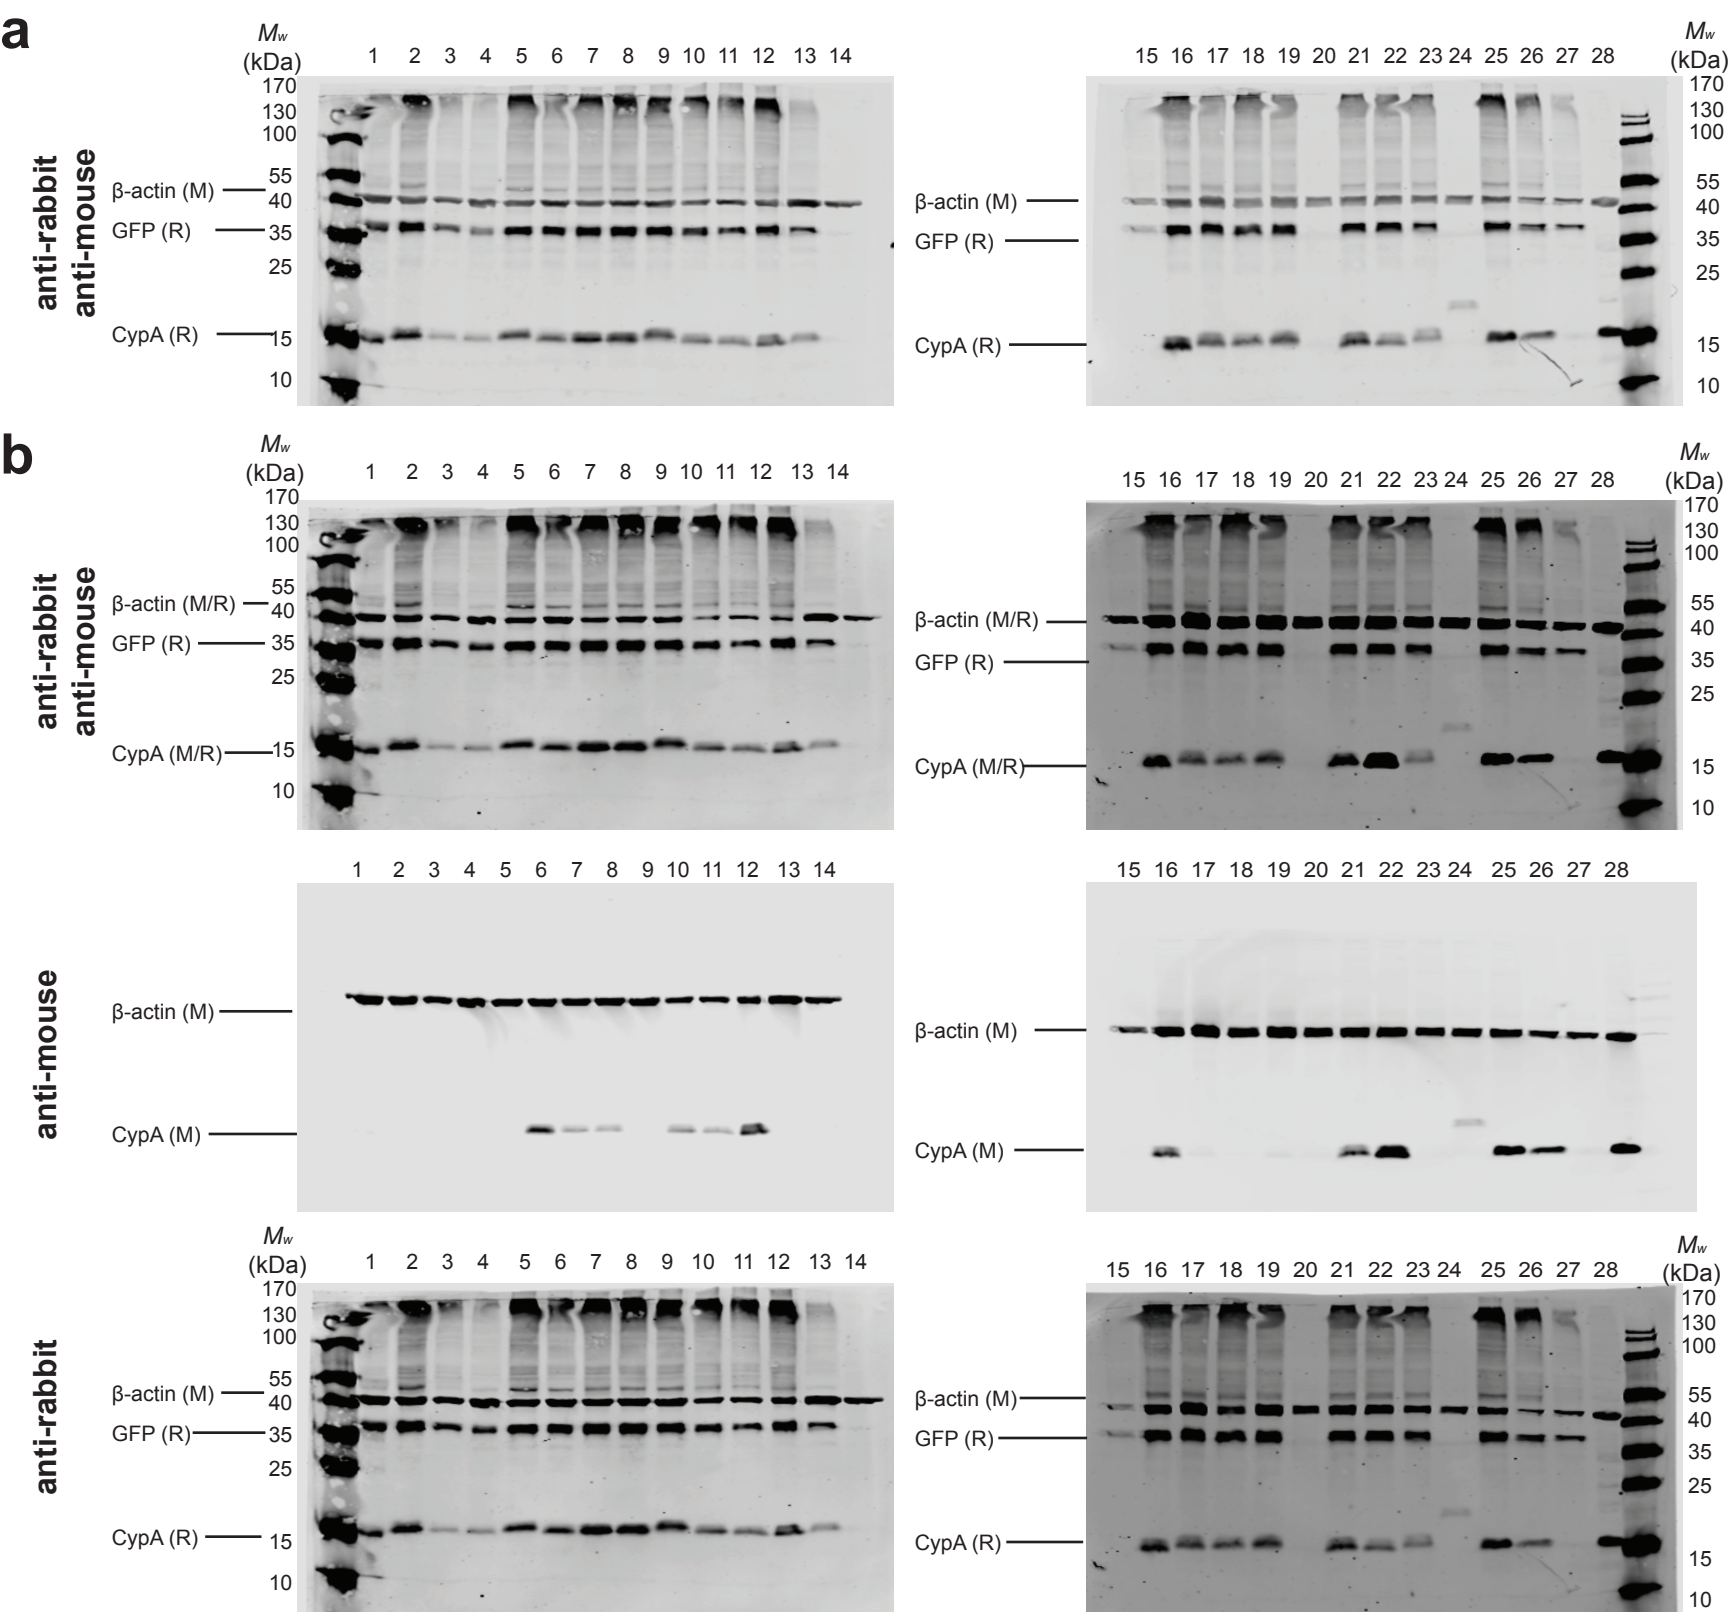 a
Mw
(kDa)
1 2 3 4 5 6 7 8 9 10 11 12 13 14
170
130
100
55
40
35
25
15
10
anti-rabbit
anti-mouse
β-actin (M)
GFP (R)
CypA (R)
15 16 17 18 19 20 21 22 23 24 25 26 27 28
Mw
(kDa)
170
130
100
55
40
35
25
15
10
β-actin (M)
GFP (R)
CypA (R)
b
Mw
(kDa)
1 2 3 4 5 6 7 8 9 10 11 12 13 14
170
130
100
55
40
35
25
15
10
anti-rabbit
anti-mouse
β-actin (M/R)
GFP (R)
CypA (M/R)
15 16 17 18 19 20 21 22 23 24 25 26 27 28
Mw
(kDa)
170
130
100
55
40
35
25
15
10
β-actin (M/R)
GFP (R)
CypA (M/R)
1 2 3 4 5 6 7 8 9 10 11 12 13 14
anti-mouse
β-actin (M)
CypA (M)
15 16 17 18 19 20 21 22 23 24 25 26 27 28
β-actin (M)
CypA (M)
Mw
(kDa)
1 2 3 4 5 6 7 8 9 10 11 12 13 14
170
130
100
55
40
35
25
15
10
anti-rabbit
β-actin (M)
GFP (R)
CypA (R)
15 16 17 18 19 20 21 22 23 24 25 26 27 28
Mw
(kDa)
170
130
100
55
40
35
25
15
10
β-actin (M)
GFP (R)
CypA (R)